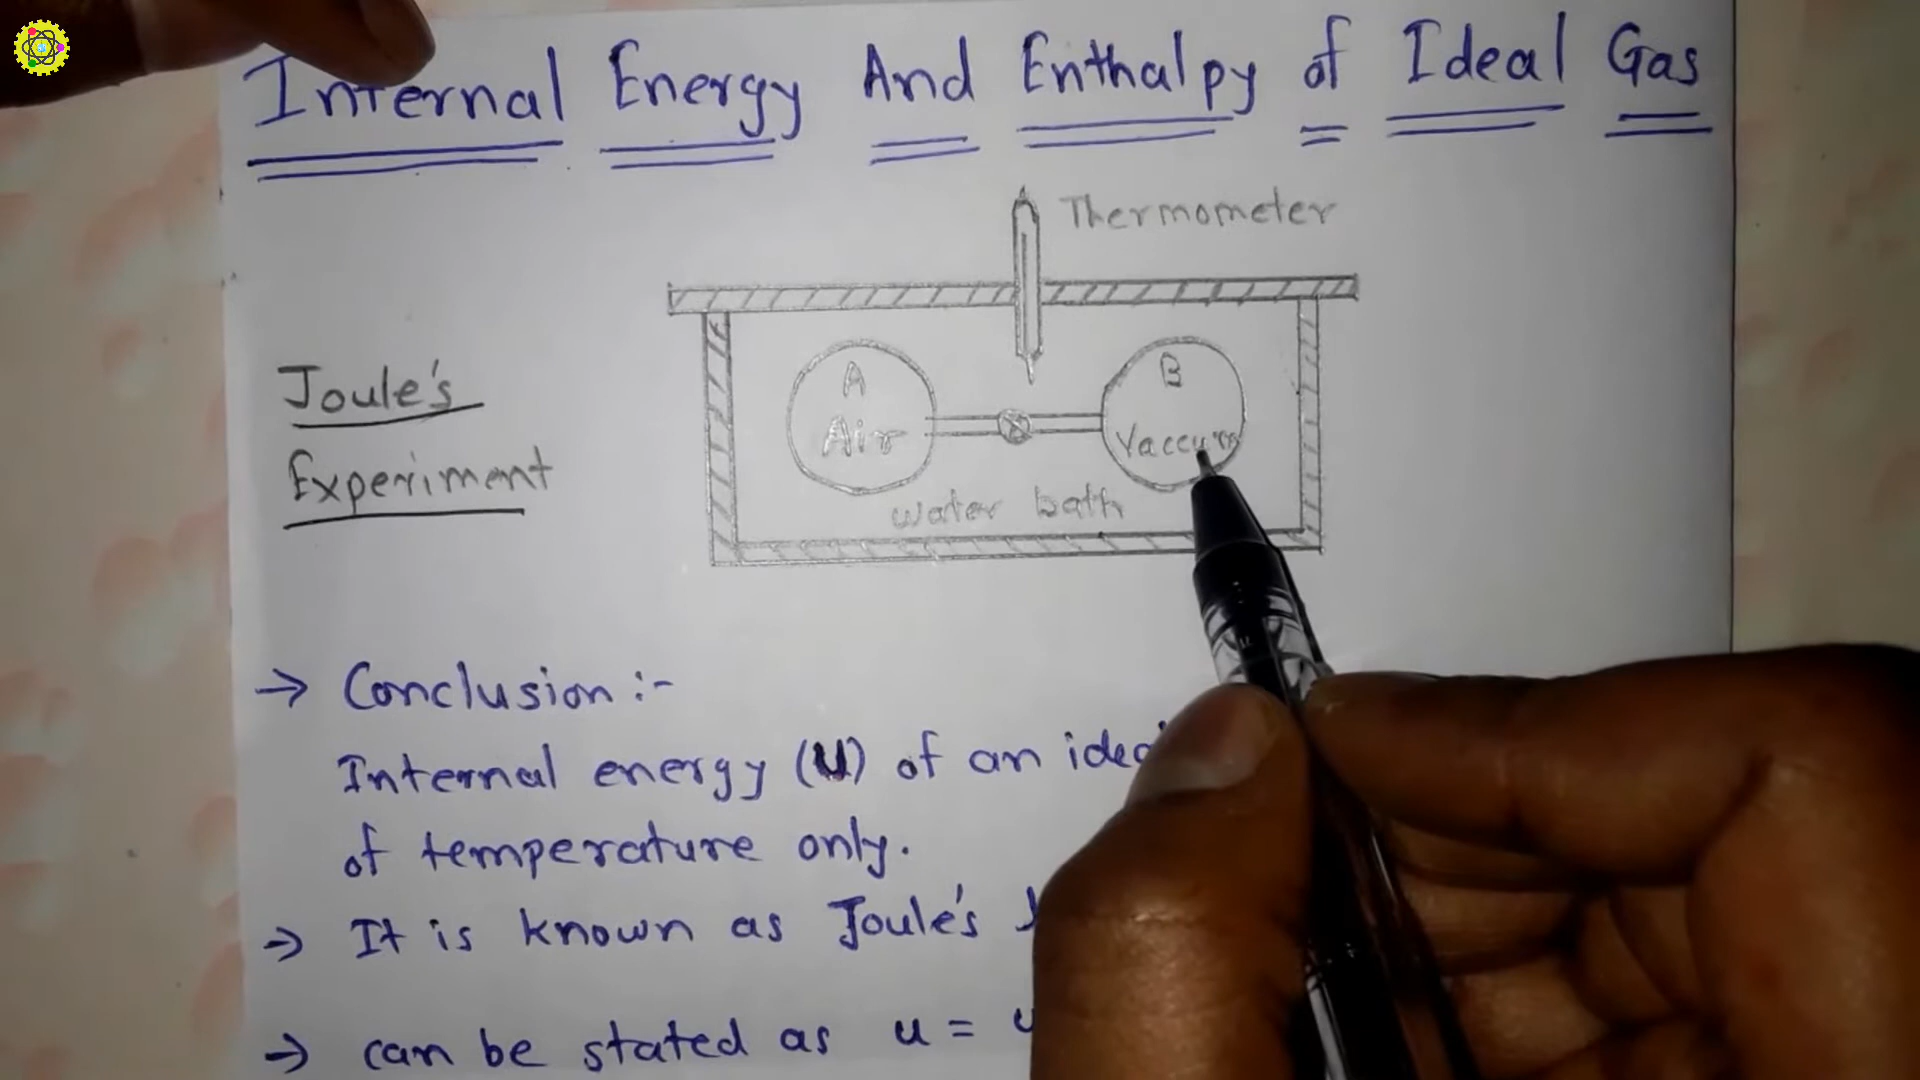 Internal Energy And Enthalpy of Ideal Gas
Thermometer
Joule's
Experiment
A
Air
B
Vaccum
Water bath
→ Conclusion :-
Internal energy (U) of an
of temperature only.
→ It is known as Joule's
→ can be stated as u =